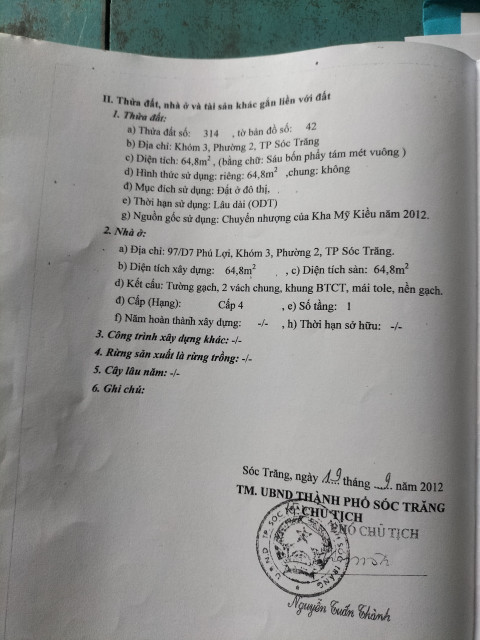 II. Thửa đất, nhà ở và tài sản khác gắn liền với đất
1. Thửa đất:
a) Thửa đất số: 314 , tờ bản đồ số: 42
b) Địa chỉ: Khóm 3, Phường 2, TP Sóc Trăng
c) Diện tích: 64,8m², (bằng chữ: Sáu bốn phẩy tám mét vuông )
d) Hình thức sử dụng: riêng: 64,8m² ,chung: không
đ) Mục đích sử dụng: Đất ở đô thị,
e) Thời hạn sử dụng: Lâu dài (ODT)
g) Nguồn gốc sử dụng: Chuyển nhượng của Kha Mỹ Kiều năm 2012.
2. Nhà ở:
a) Địa chỉ: 97/D7 Phú Lợi, Khóm 3, Phường 2, TP Sóc Trăng.
b) Diện tích xây dựng: 64,8m² , c) Diện tích sàn: 64,8m²
d) Kết cấu: Tường gạch, 2 vách chung, khung BTCT, mái tole, nền gạch.
đ) Cấp (Hạng): Cấp 4 , e) Số tầng: 1
f) Năm hoàn thành xây dựng: -/- , h) Thời hạn sở hữu: -/-
3. Công trình xây dựng khác: -/-
4. Rừng sản xuất là rừng trồng: -/-
5. Cây lâu năm: -/-
6. Ghi chú:
Sóc Trăng, ngày 19 tháng 9 năm 2012
TM. UBND THÀNH PHỐ SÓC TRĂNG
CHỦ TỊCH
PHÓ CHỦ TỊCH
Nguyễn Tuấn Thành